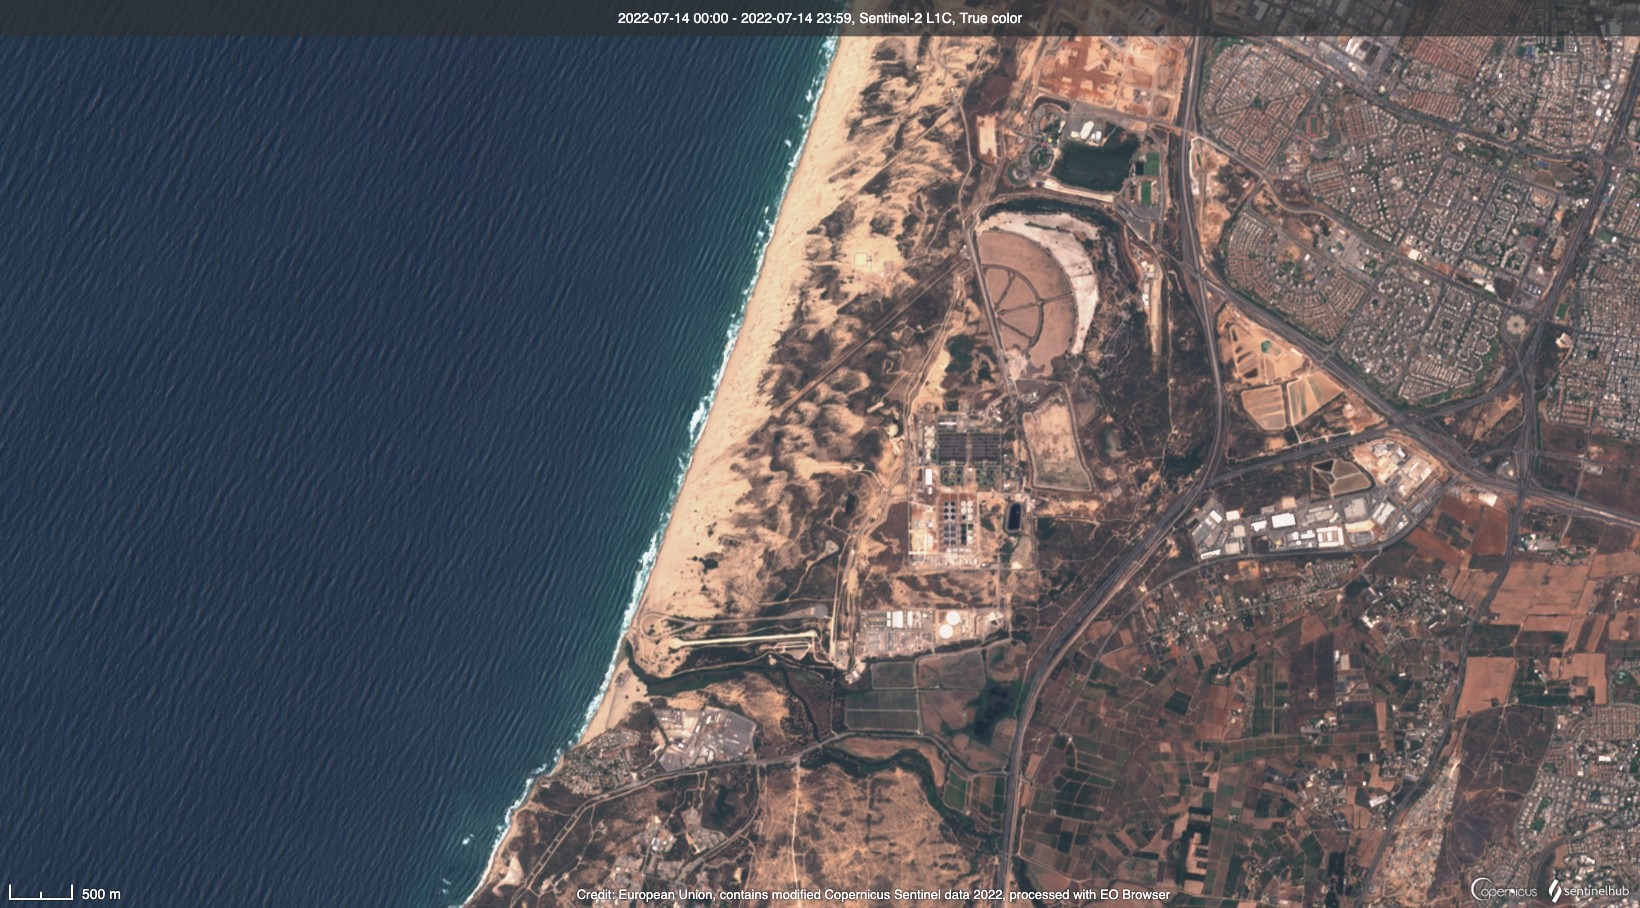 2022-07-14 00:00 - 2022-07-14 23:59, Sentinel-2 L1C, True color
500 m
Credit: European Union, contains modified Copernicus Sentinel data 2022, processed with EO Browser
Copernicus
sentinelhub